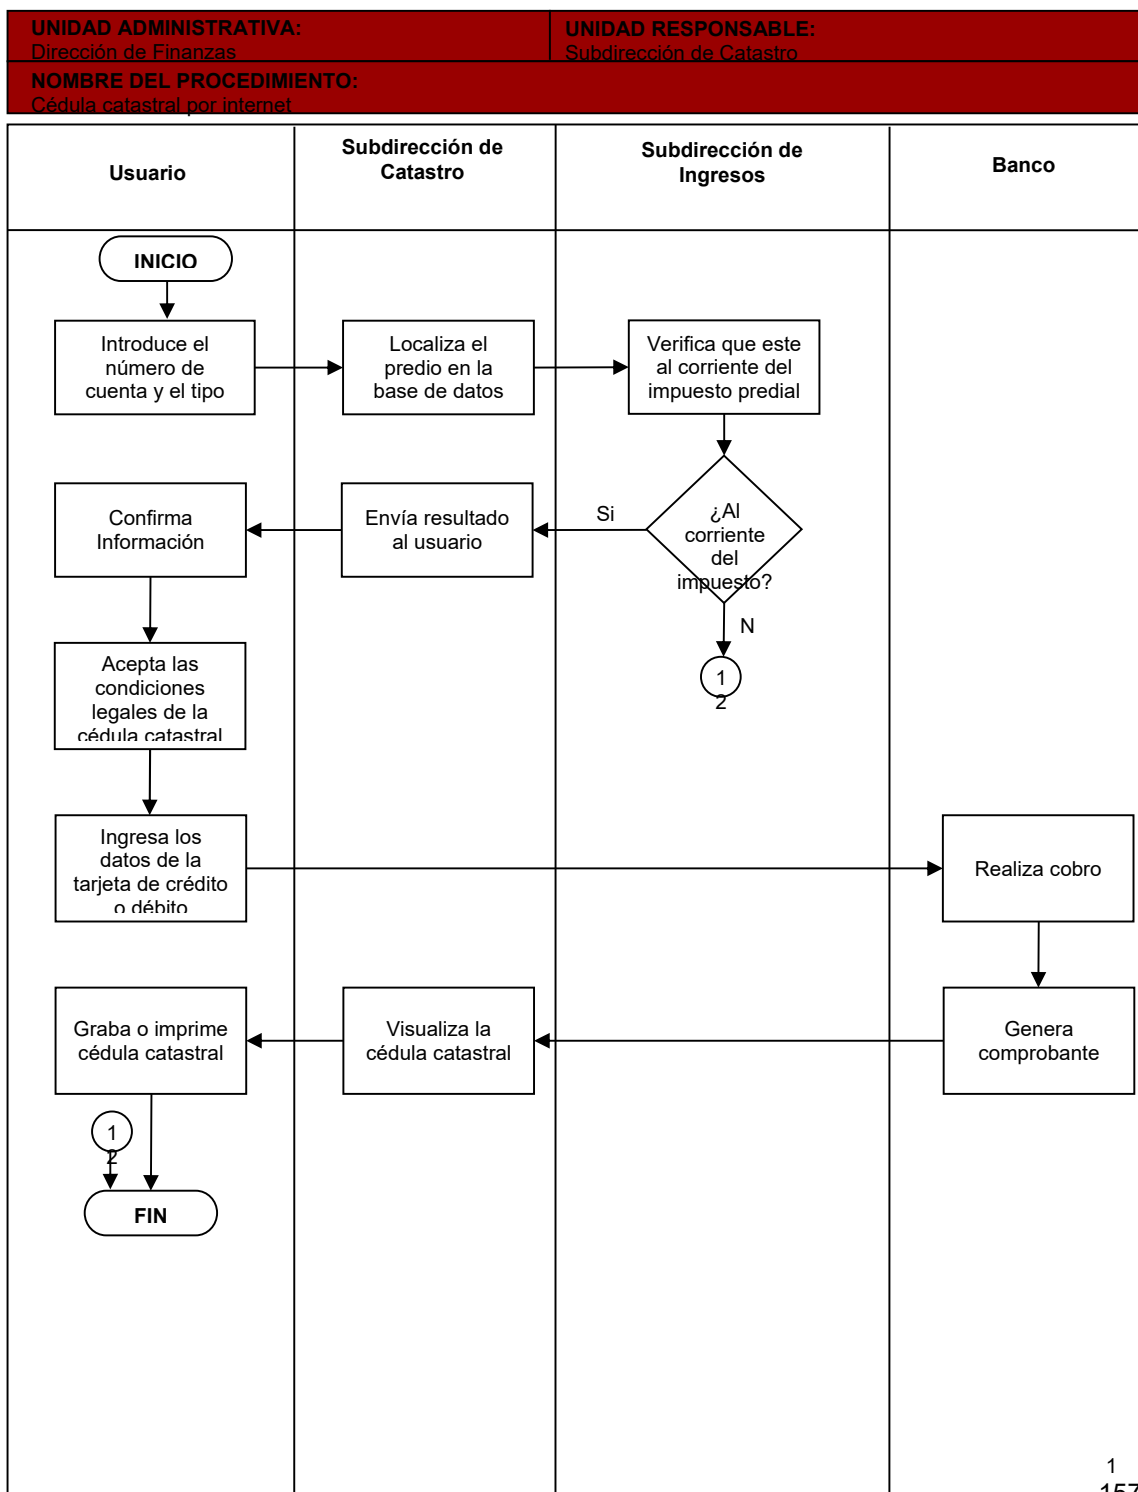 UNIDAD ADMINISTRATIVA:
Dirección de Finanzas
UNIDAD RESPONSABLE:
Subdirección de Catastro
NOMBRE DEL PROCEDIMIENTO:
Cédula catastral por internet
Usuario
Subdirección de
Catastro
Subdirección de
Ingresos
Banco
INICIO
Introduce el
número de
cuenta y el tipo
Localiza el
predio en la
base de datos
Verifica que este
al corriente del
impuesto predial
Confirma
Información
Envía resultado
al usuario
Si
¿Al
corriente
del
impuesto?
N
1
2
Acepta las
condiciones
legales de la
cédula catastral
Ingresa los
datos de la
tarjeta de crédito
o débito
Realiza cobro
Graba o imprime
cédula catastral
Visualiza la
cédula catastral
Genera
comprobante
1
2
FIN
1
157